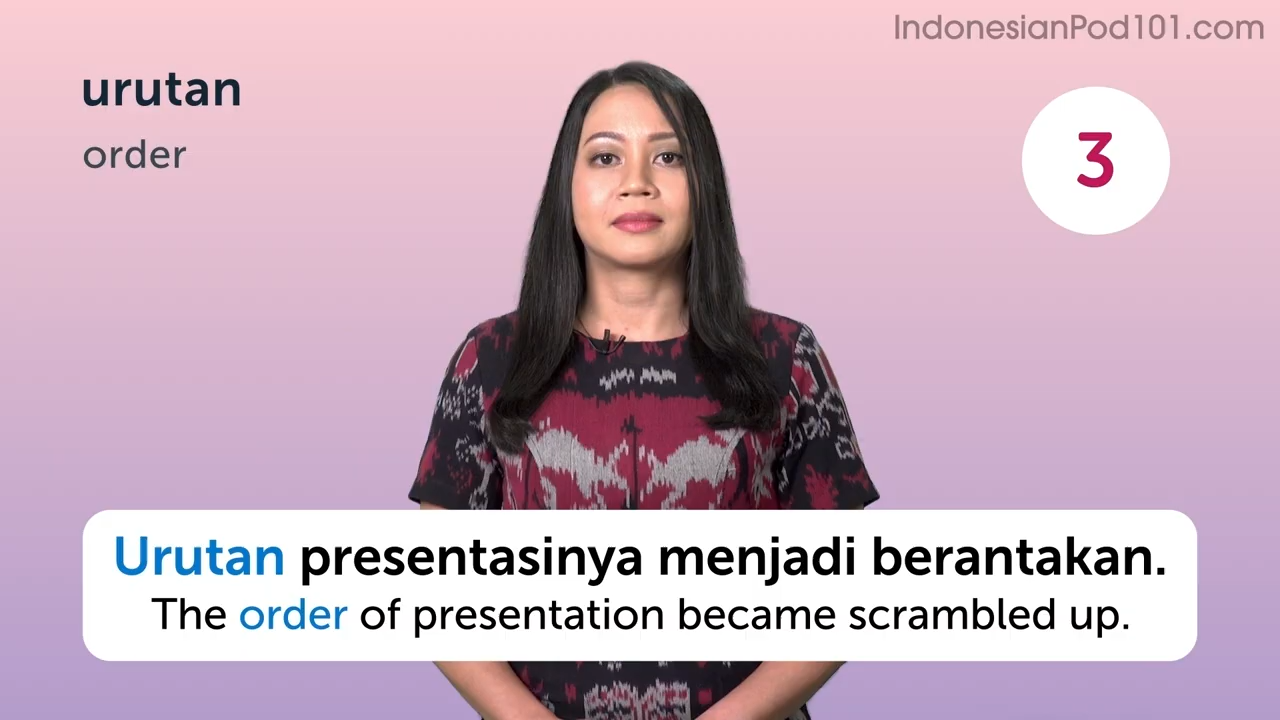 IndonesianPod101.com
urutan
order
3
Urutan presentasinya menjadi berantakan.
The order of presentation became scrambled up.